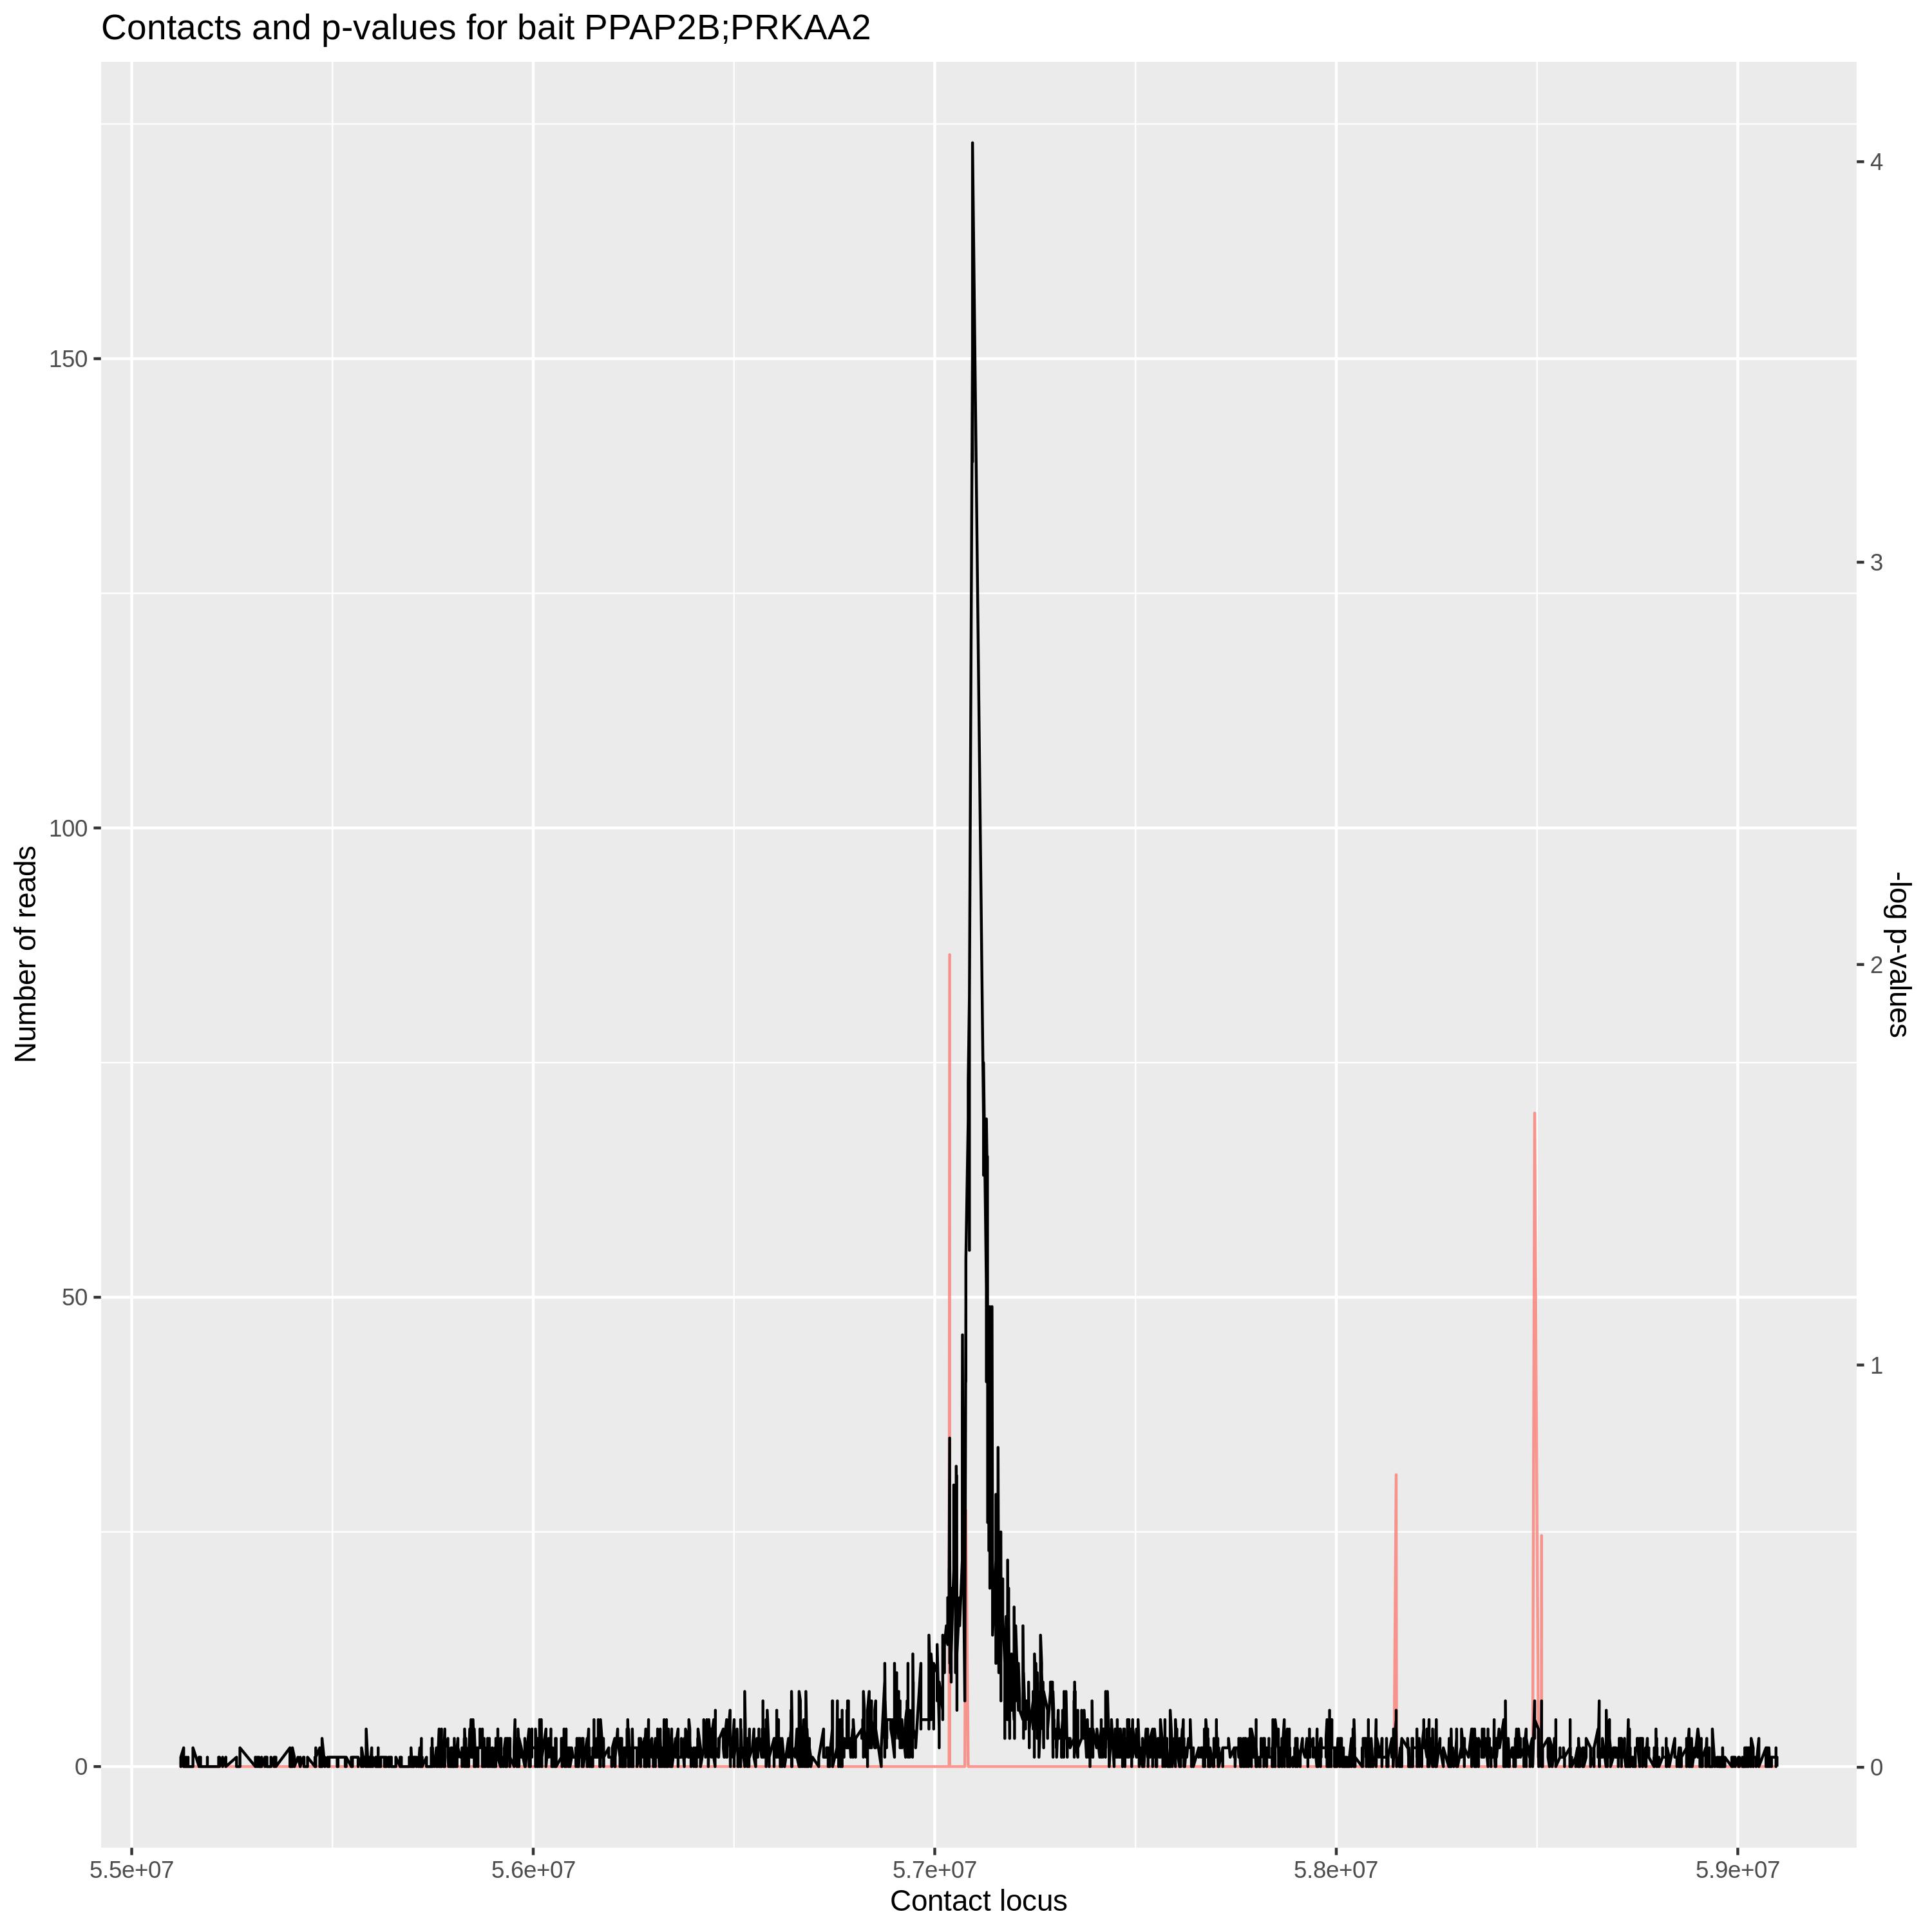 Contacts and p-values for bait PPAP2B;PRKAA2
Number of reads
150
100
50
0
4
3
2
1
0
-log p-values
5.5e+07
5.6e+07
5.7e+07
5.8e+07
5.9e+07
Contact locus